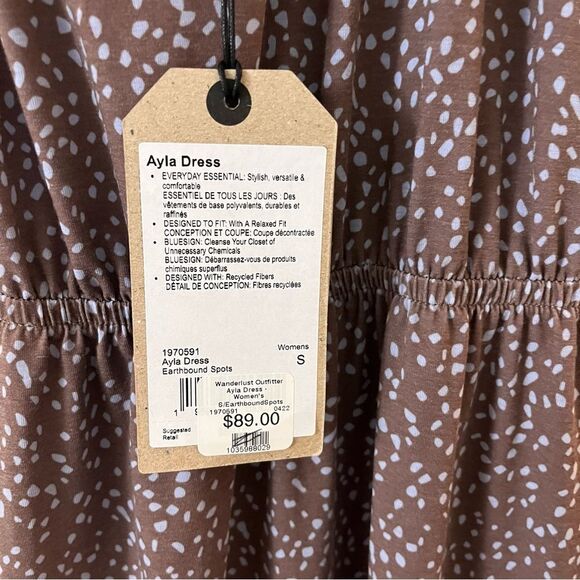 Ayla Dress
• EVERYDAY ESSENTIAL: Stylish, versatile &
comfortable
ESSENTIEL DE TOUS LES JOURS : Des
vêtements de base polyvalents, durables et
raffinés
• DESIGNED TO FIT: With A Relaxed Fit
CONCEPTION ET COUPE: Coupe décontractée
• BLUESIGN: Cleanse Your Closet of
Unnecessary Chemicals
BLUESIGN: Débarrassez-vous de produits
chimiques superflus
• DESIGNED WITH: Recycled Fibers
DÉTAIL DE CONCEPTION: Fibres recyclées
1970591 Womens
Ayla Dress S
Earthbound Spots
1 9
Suggested
Retail
Wanderlust Outfitter
Ayla Dress -
Women's
S/EarthboundSpots
1970591 0422
$89.00
1035988029